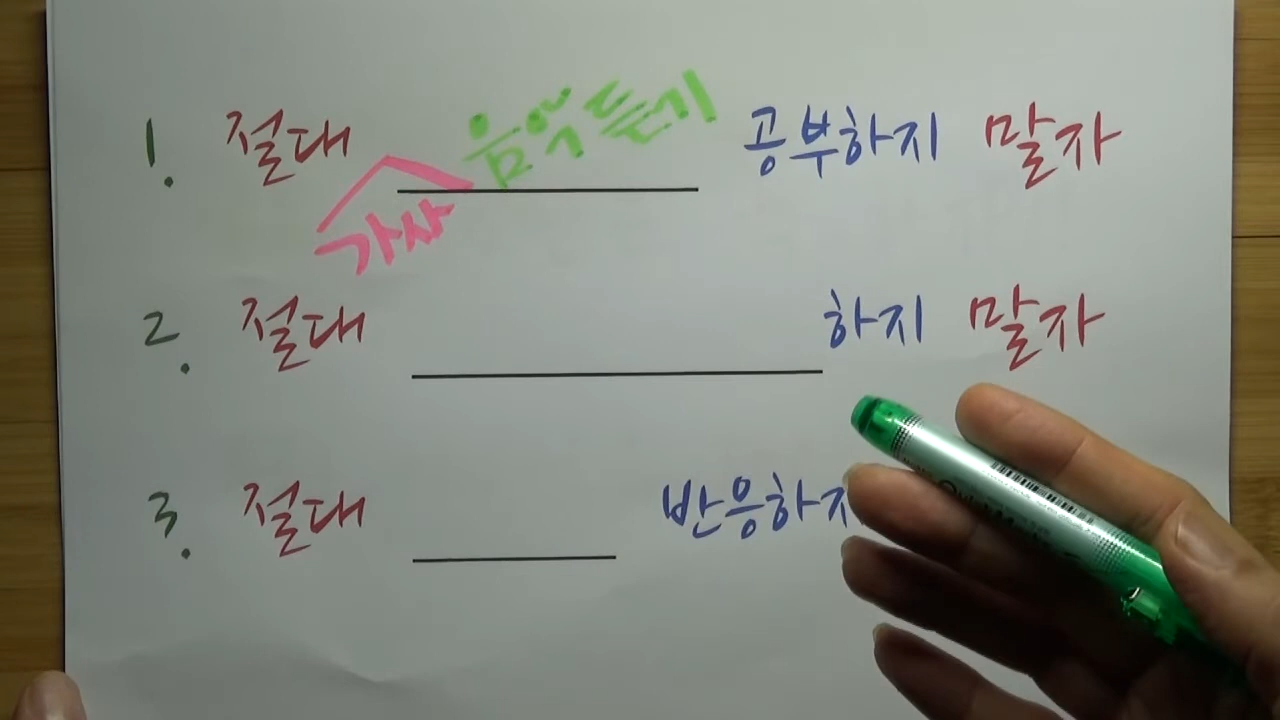 1. 절대 음악듣기 공부하지 말자
가사
2. 절대 하지 말자
3. 절대 반응하지